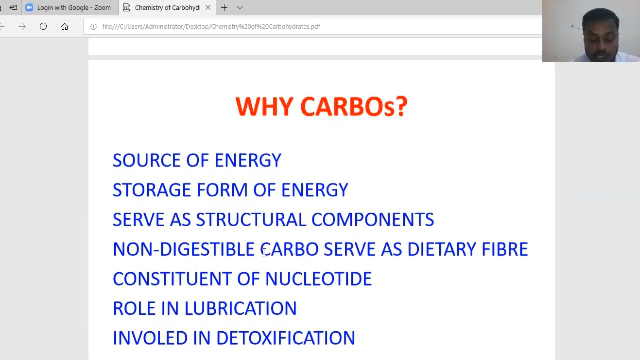 Login with Google - Zoom
Chemistry of Carbohydr
file:///C:/Users/Administrator/Desktop/Chemistry%20of%20Carbohydrates.pdf
WHY CARBOs?
SOURCE OF ENERGY
STORAGE FORM OF ENERGY
SERVE AS STRUCTURAL COMPONENTS
NON-DIGESTIBLE CARBO SERVE AS DIETARY FIBRE
CONSTITUENT OF NUCLEOTIDE
ROLE IN LUBRICATION
INVOLED IN DETOXIFICATION